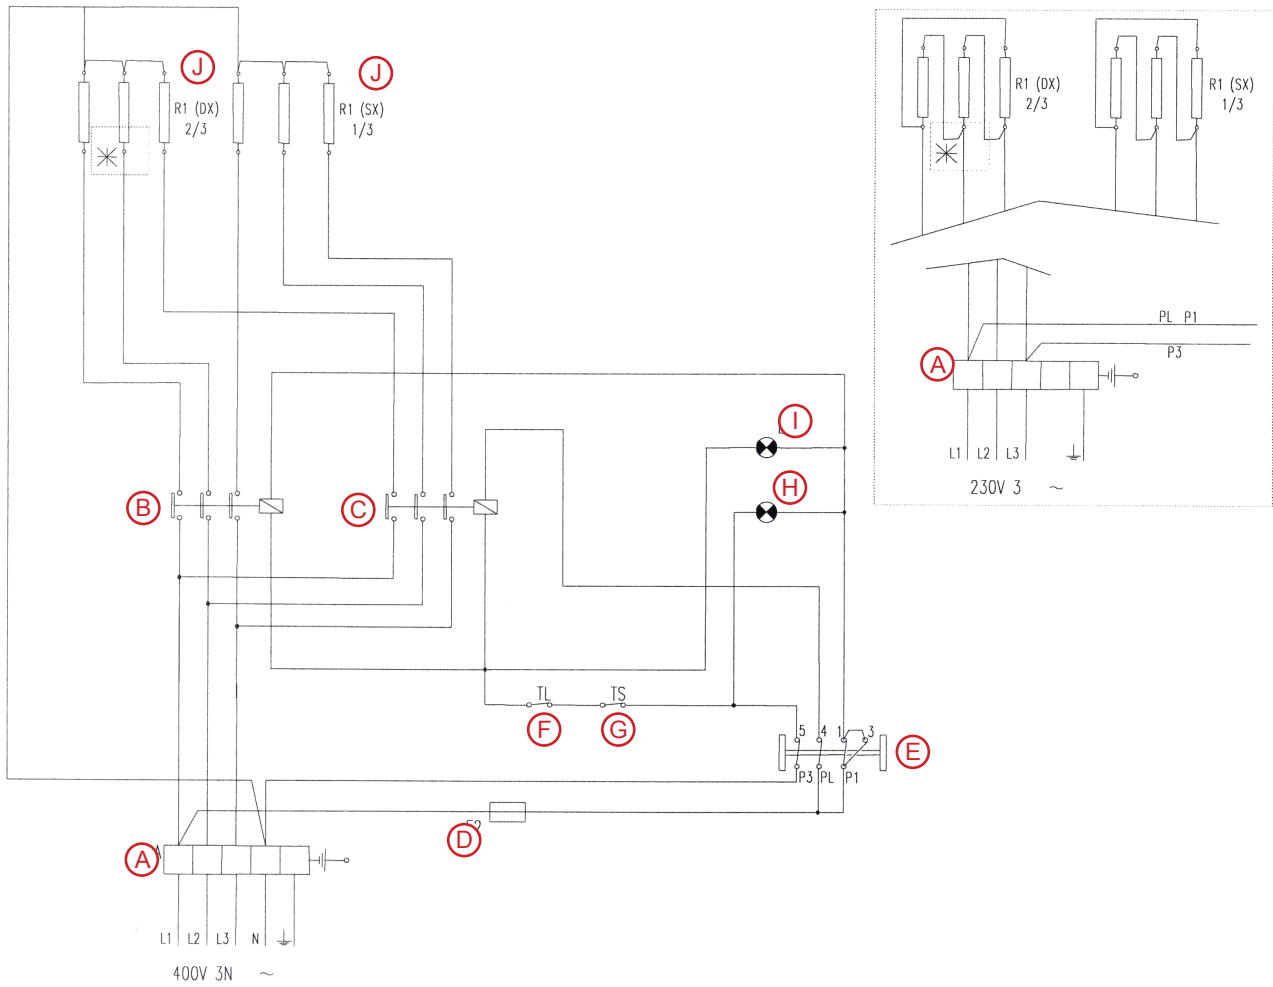 J
J
R1 (DX)
2/3
R1 (SX)
1/3
R1 (DX)
2/3
R1 (SX)
1/3
PL P1
P3
A
L1 L2 L3
230V 3 ~
I
H
B
C
TL
TS
F
G
5 4 1 3
E
P3 PL P1
D
A
L1 L2 L3 N
400V 3N ~